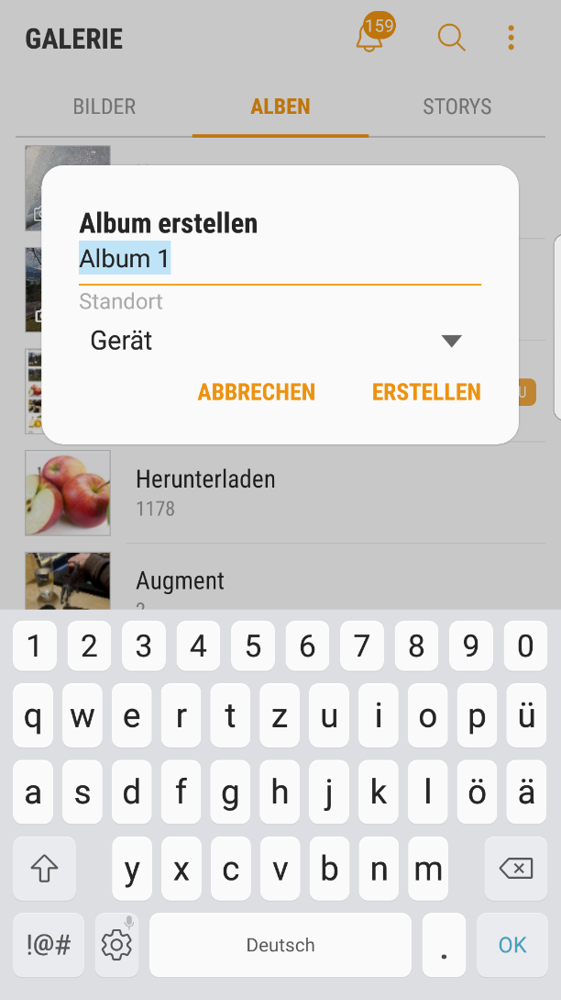 GALERIE 159
BILDER ALBEN STORYS
Album erstellen
Album 1
Standort
Gerät
ABBRECHEN ERSTELLEN
Herunterladen
1178
Augment
1 2 3 4 5 6 7 8 9 0
q w e r t z u i o p ü
a s d f g h j k l ö ä
y x c v b n m
!@# Deutsch . OK